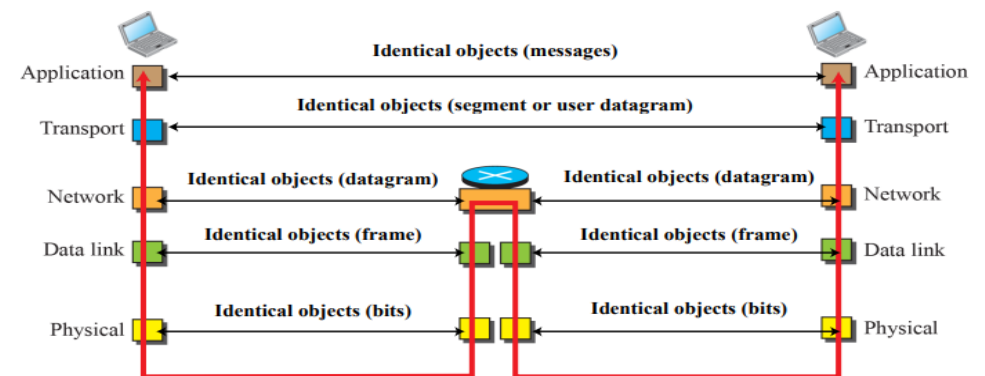 Identical objects (messages)
Application
Application
Identical objects (segment or user datagram)
Transport
Transport
Identical objects (datagram)
Identical objects (datagram)
Network
Network
Identical objects (frame)
Identical objects (frame)
Data link
Data link
Identical objects (bits)
Identical objects (bits)
Physical
Physical